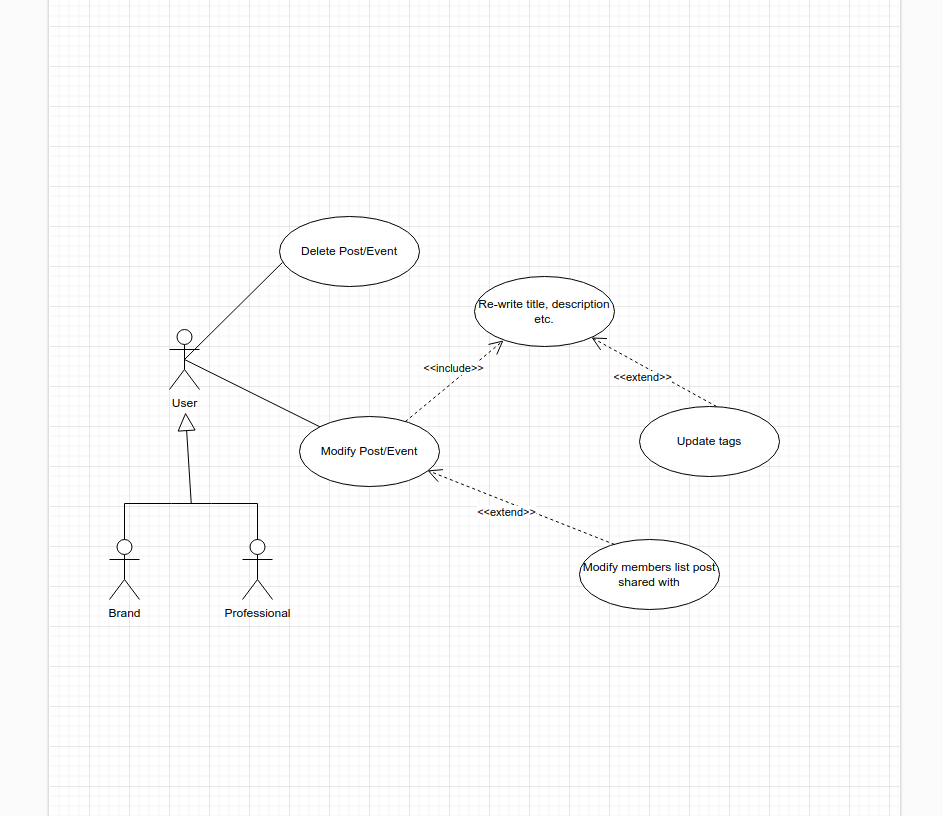 Delete Post/Event
Re-write title, description
etc.
<<include>>
<<extend>>
User
Modify Post/Event
Update tags
<<extend>>
Modify members list post
shared with
Brand
Professional